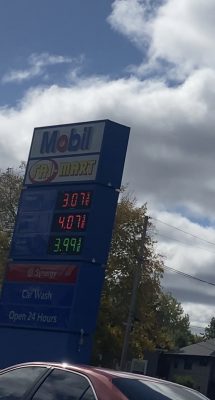 Mobil
MART
3.07 9/10
4.07 9/10
3.99 9/10
Synergy
Car Wash
Open 24 Hours